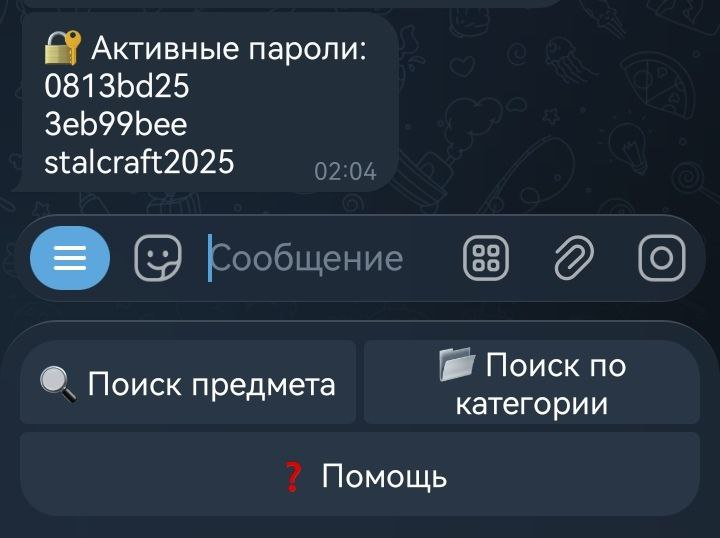 🔐 Активные пароли:
0813bd25
3eb99bee
stalcraft2025
02:04
Сообщение
🔍 Поиск предмета
📁 Поиск по
категории
❓ Помощь